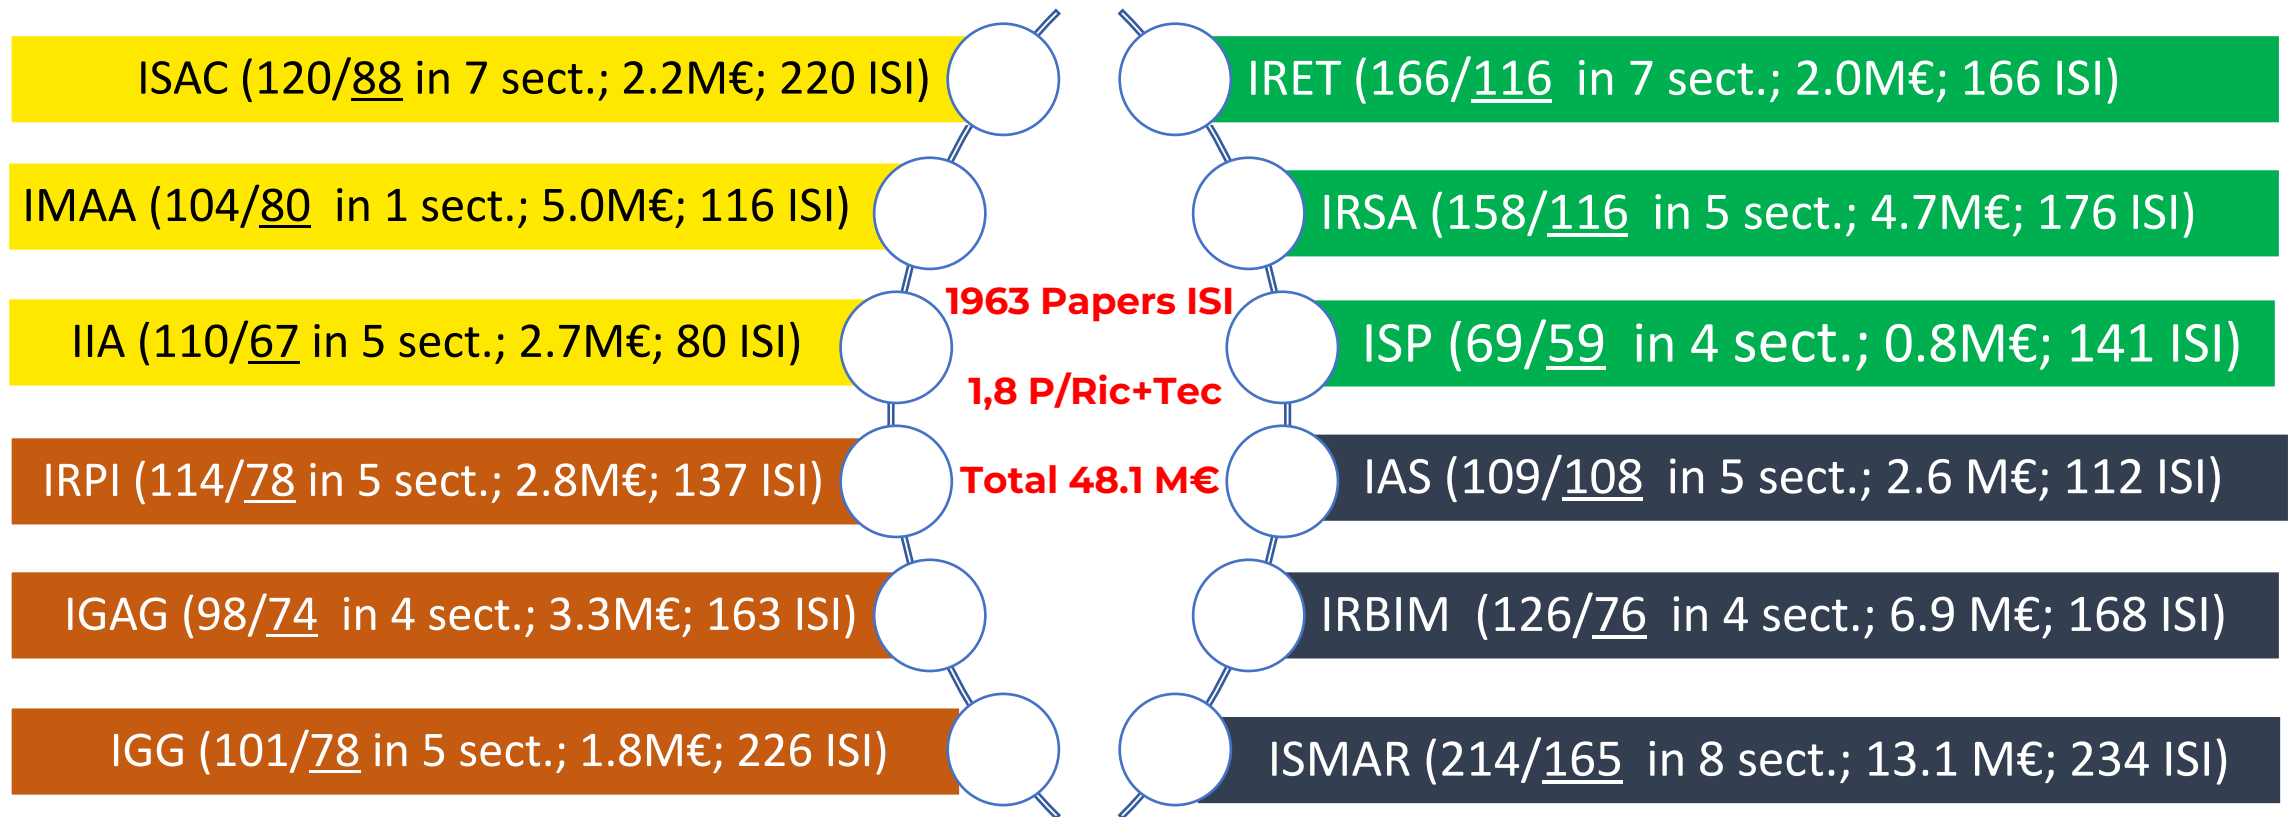 ISAC (120/88 in 7 sect.; 2.2M€; 220 ISI)
IMAA (104/80 in 1 sect.; 5.0M€; 116 ISI)
IIA (110/67 in 5 sect.; 2.7M€; 80 ISI)
IRPI (114/78 in 5 sect.; 2.8M€; 137 ISI)
IGAG (98/74 in 4 sect.; 3.3M€; 163 ISI)
IGG (101/78 in 5 sect.; 1.8M€; 226 ISI)
1963 Papers ISI
1,8 P/Ric+Tec
Total 48.1 M€
IRET (166/116 in 7 sect.; 2.0M€; 166 ISI)
IRSA (158/116 in 5 sect.; 4.7M€; 176 ISI)
ISP (69/59 in 4 sect.; 0.8M€; 141 ISI)
IAS (109/108 in 5 sect.; 2.6 M€; 112 ISI)
IRBIM (126/76 in 4 sect.; 6.9 M€; 168 ISI)
ISMAR (214/165 in 8 sect.; 13.1 M€; 234 ISI)